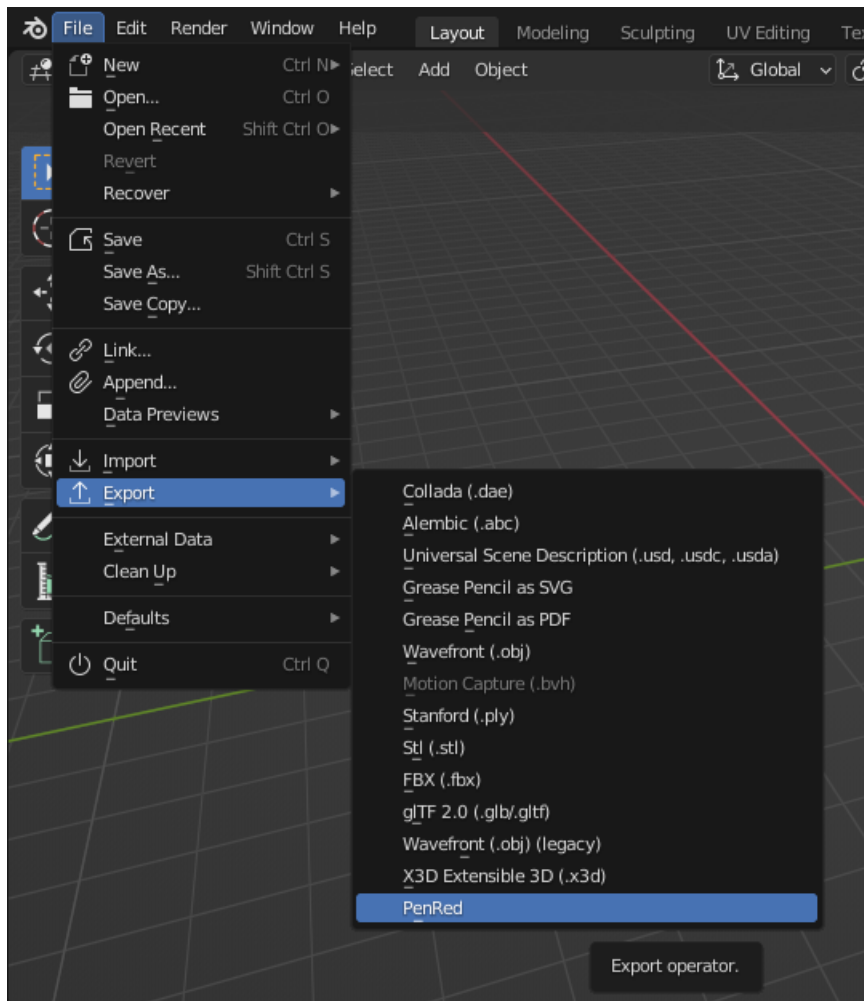 File Edit Render Window Help Layout Modeling Sculpting UV Editing
Select Add Object Global
New Ctrl N
Open... Ctrl O
Open Recent Shift Ctrl O
Revert
Recover
Save Ctrl S
Save As... Shift Ctrl S
Save Copy...
Link...
Append...
Data Previews
Import
Export
External Data
Clean Up
Defaults
Quit Ctrl Q
Collada (.dae)
Alembic (.abc)
Universal Scene Description (.usd, .usdc, .usda)
Grease Pencil as SVG
Grease Pencil as PDF
Wavefront (.obj)
Motion Capture (.bvh)
Stanford (.ply)
Stl (.stl)
FBX (.fbx)
glTF 2.0 (.glb/.gltf)
Wavefront (.obj) (legacy)
X3D Extensible 3D (.x3d)
PenRed
Export operator.